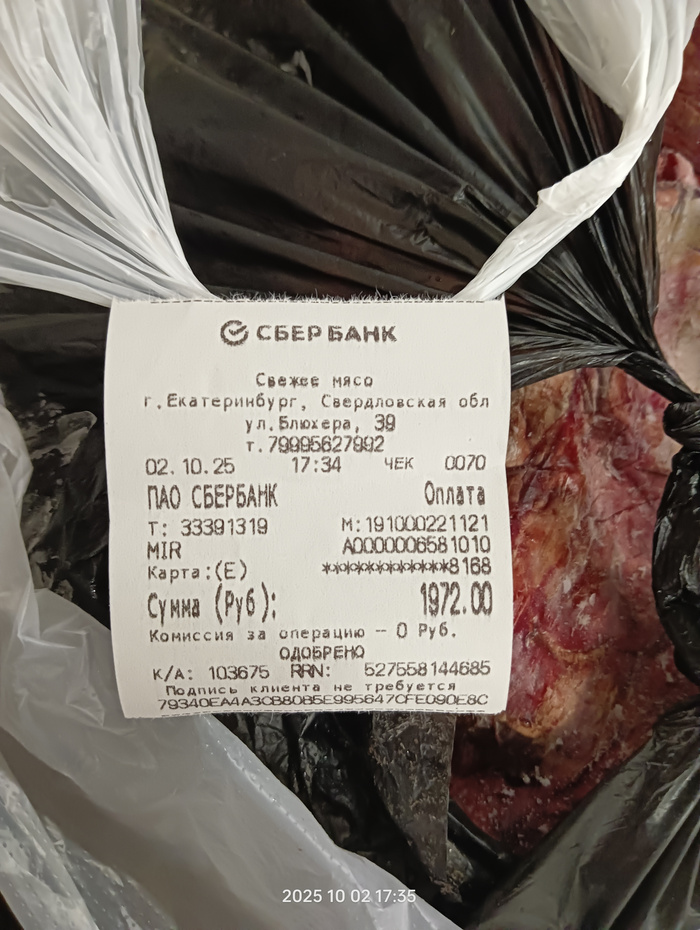 СБЕРБАНК
Свежее мясо
г.Екатеринбург, Свердловская обл
ул.Блюхера, 39
т.79995627892
02.10.25 17:34 ЧЕК 0070
ПАО СБЕРБАНК Оплата
Т: 33391319 М:191000221121
MIR A0000006581010
Карта:(E) ************8168
Сумма (Руб): 1972.00
Комиссия за операцию – 0 Руб.
ОДОБРЕНО
К/А: 103675 RRN: 527558144685
Подпись клиента не требуется
79340EA4A3CB80B5E995647CFE090E8C
2025 10 02 17:35